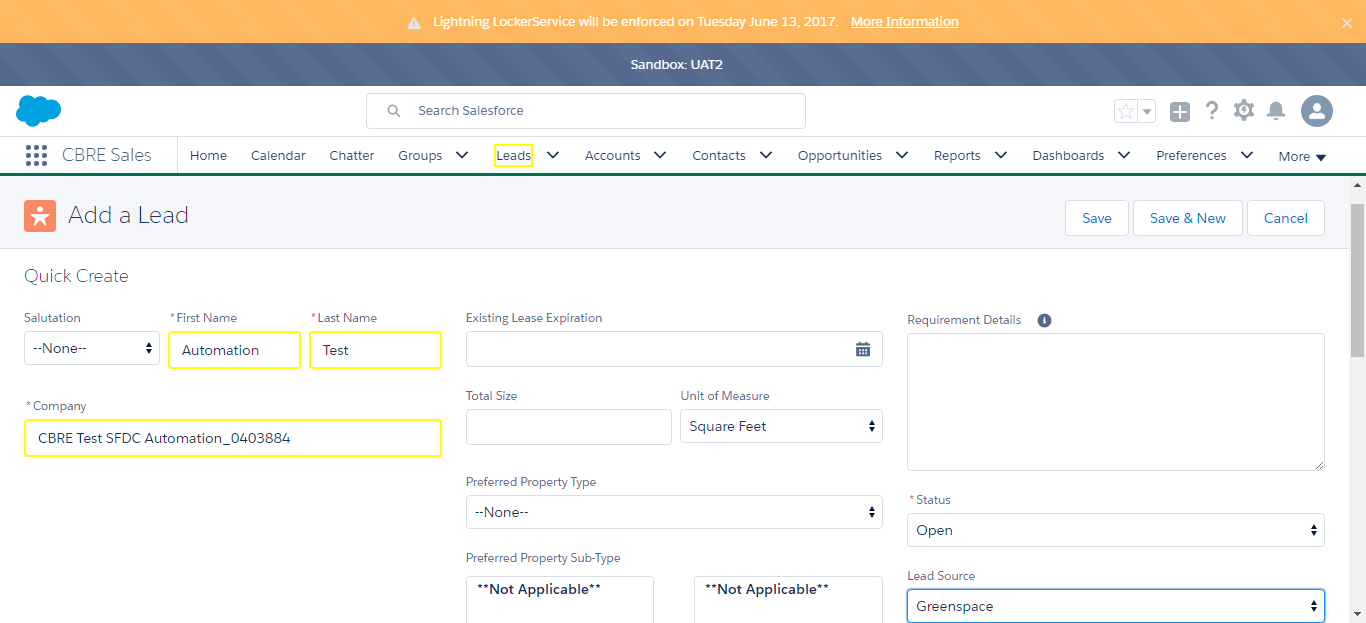 Lightning LockerService will be enforced on Tuesday June 13, 2017. More Information
Sandbox: UAT2
Search Salesforce
CBRE Sales Home Calendar Chatter Groups Leads Accounts Contacts Opportunities Reports Dashboards Preferences More
Add a Lead
Save Save & New Cancel
Quick Create
Salutation *First Name *Last Name
--None-- Automation Test
*Company
CBRE Test SFDC Automation_0403884
Existing Lease Expiration
Total Size Unit of Measure
Square Feet
Preferred Property Type
--None--
Preferred Property Sub-Type
**Not Applicable** **Not Applicable**
Requirement Details
*Status
Open
Lead Source
Greenspace